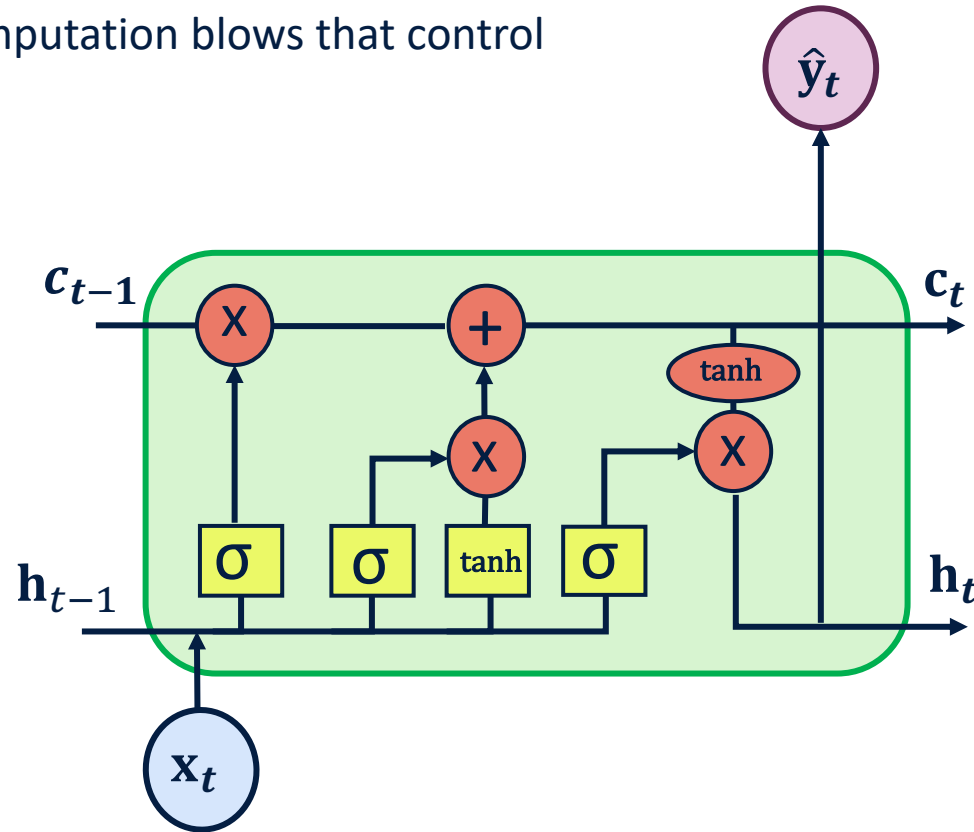 nputation blows that control
ŷₜ
cₜ₋₁
cₜ
X
+
tanh
X
X
σ
σ
tanh
σ
hₜ₋₁
hₜ
xₜ